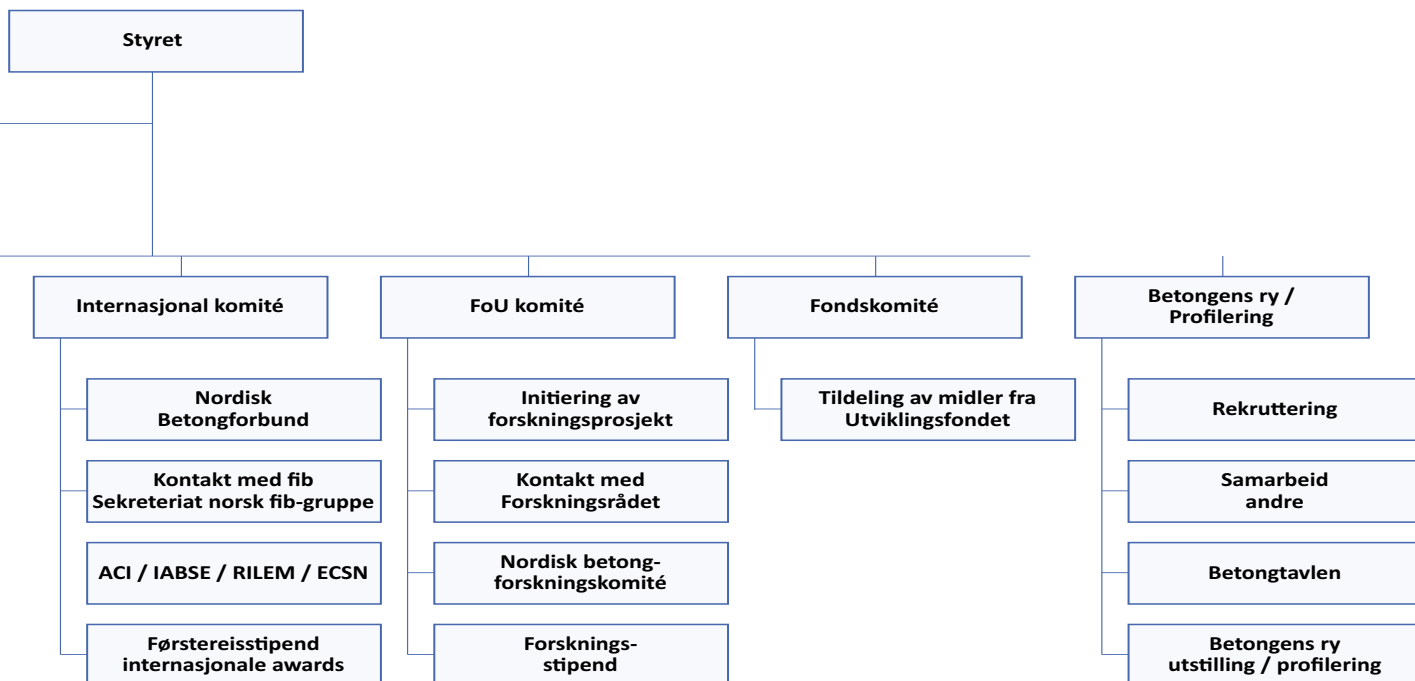 Styret
Internasjonal komité
FoU komité
Fondskomité
Betongens ry /
Profilering
Nordisk
Betongforbund
Initiering av
forskningsprosjekt
Tildeling av midler fra
Utviklingsfondet
Rekruttering
Kontakt med fib
Sekreteriat norsk fib-gruppe
Kontakt med
Forskningsrådet
Samarbeid
andre
ACI / IABSE / RILEM / ECSN
Nordisk betong-
forskningskomité
Betongtavlen
Førstereisstipend
internasjonale awards
Forsknings-
stipend
Betongens ry
utstilling / profilering